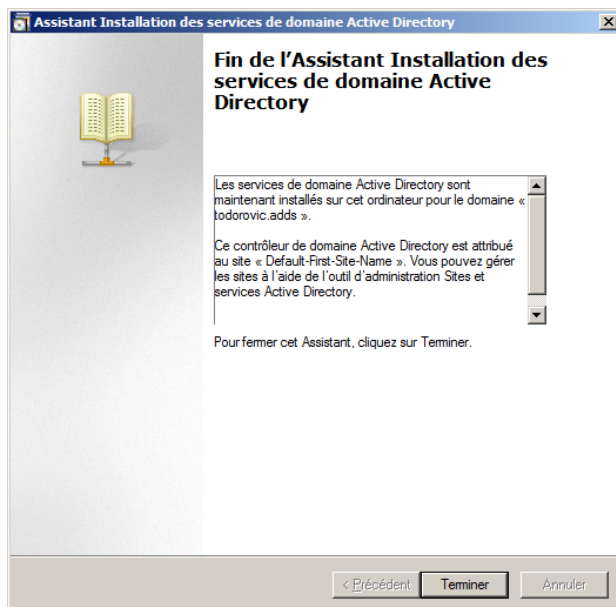 Assistant Installation des services de domaine Active Directory
Fin de l'Assistant Installation des
services de domaine Active
Directory
Les services de domaine Active Directory sont
maintenant installés sur cet ordinateur pour le domaine «
todorovic.adds ».
Ce contrôleur de domaine Active Directory est attribué
au site « Default-First-Site-Name ». Vous pouvez gérer
les sites à l'aide de l'outil d'administration Sites et
services Active Directory.
Pour fermer cet Assistant, cliquez sur Terminer.
< Précédent Terminer Annuler